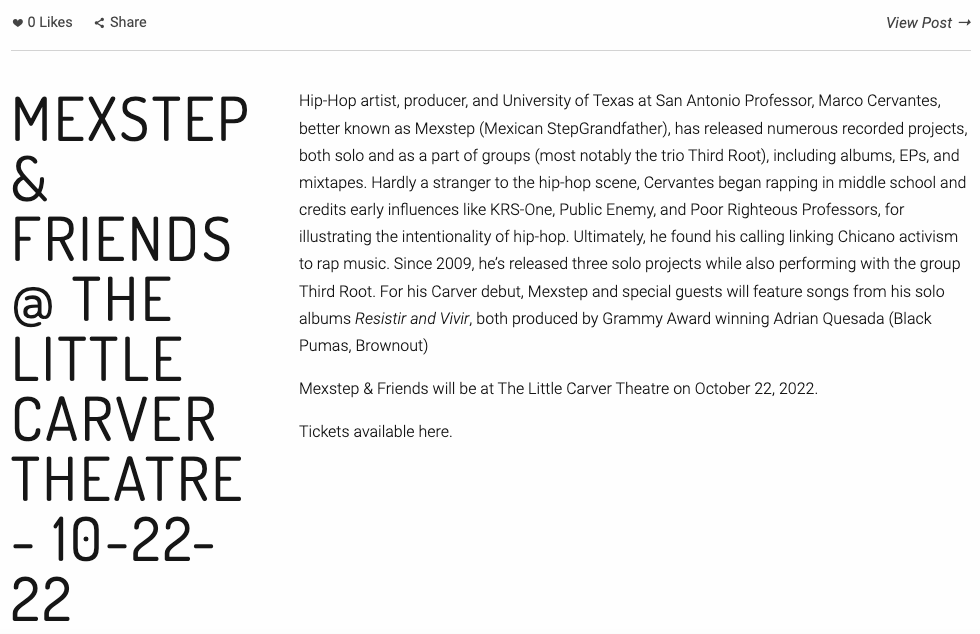 0 Likes Share View Post →
MEXSTEP
&
FRIENDS
@ THE
LITTLE
CARVER
THEATRE
- 10-22-
22
Hip-Hop artist, producer, and University of Texas at San Antonio Professor, Marco Cervantes,
better known as Mexstep (Mexican StepGrandfather), has released numerous recorded projects,
both solo and as a part of groups (most notably the trio Third Root), including albums, EPs, and
mixtapes. Hardly a stranger to the hip-hop scene, Cervantes began rapping in middle school and
credits early influences like KRS-One, Public Enemy, and Poor Righteous Professors, for
illustrating the intentionality of hip-hop. Ultimately, he found his calling linking Chicano activism
to rap music. Since 2009, he’s released three solo projects while also performing with the group
Third Root. For his Carver debut, Mexstep and special guests will feature songs from his solo
albums Resistir and Vivir, both produced by Grammy Award winning Adrian Quesada (Black
Pumas, Brownout)
Mexstep & Friends will be at The Little Carver Theatre on October 22, 2022.
Tickets available here.